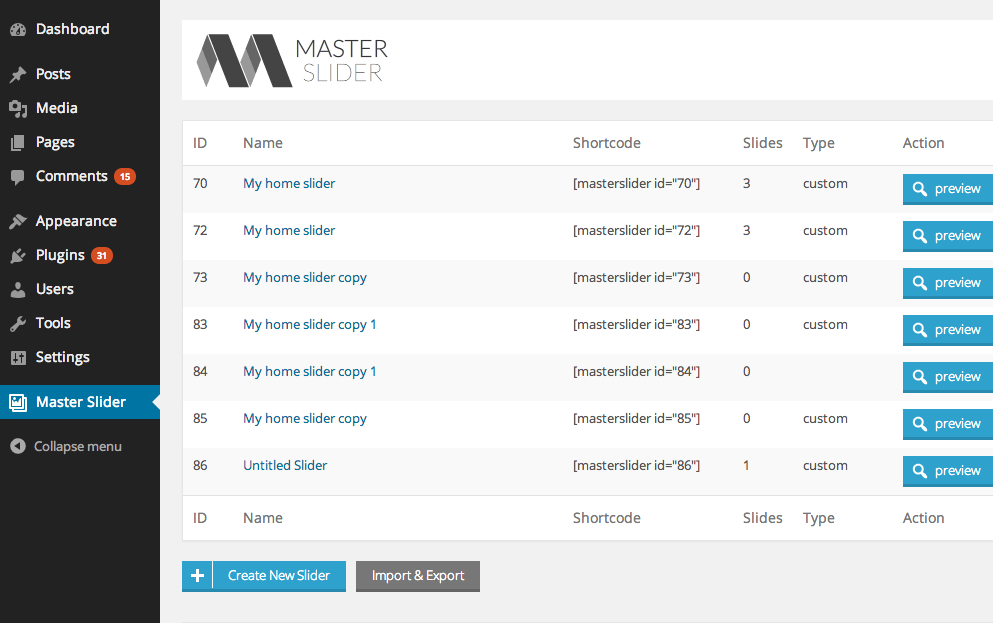 Dashboard
Posts
Media
Pages
Comments 15
Appearance
Plugins 31
Users
Tools
Settings
Master Slider
Collapse menu
MASTER
SLIDER
ID Name Shortcode Slides Type Action
70 My home slider [masterslider id="70"] 3 custom preview
72 My home slider [masterslider id="72"] 3 custom preview
73 My home slider copy [masterslider id="73"] 0 custom preview
83 My home slider copy 1 [masterslider id="83"] 0 custom preview
84 My home slider copy 1 [masterslider id="84"] 0 preview
85 My home slider copy [masterslider id="85"] 0 custom preview
86 Untitled Slider [masterslider id="86"] 1 custom preview
ID Name Shortcode Slides Type Action
+ Create New Slider Import & Export